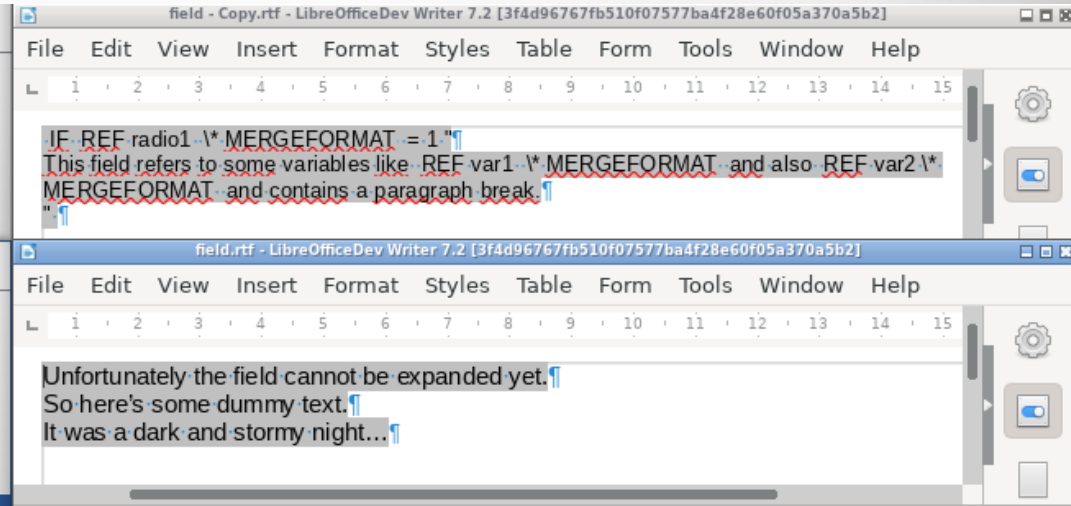 field - Copy.rtf - LibreOfficeDev Writer 7.2 [3f4d96767fb510f07577ba4f28e60f05a370a5b2]
File Edit View Insert Format Styles Table Form Tools Window Help
1 2 3 4 5 6 7 8 9 10 11 12 13 14 15
IF REF radio1 \* MERGEFORMAT = 1 "¶
This field refers to some variables like REF var1 \* MERGEFORMAT and also REF var2 \*
MERGEFORMAT and contains a paragraph break.¶
" ¶
field.rtf - LibreOfficeDev Writer 7.2 [3f4d96767fb510f07577ba4f28e60f05a370a5b2]
File Edit View Insert Format Styles Table Form Tools Window Help
1 2 3 4 5 6 7 8 9 10 11 12 13 14 15
Unfortunately the field cannot be expanded yet.¶
So here’s some dummy text.¶
It was a dark and stormy night…¶